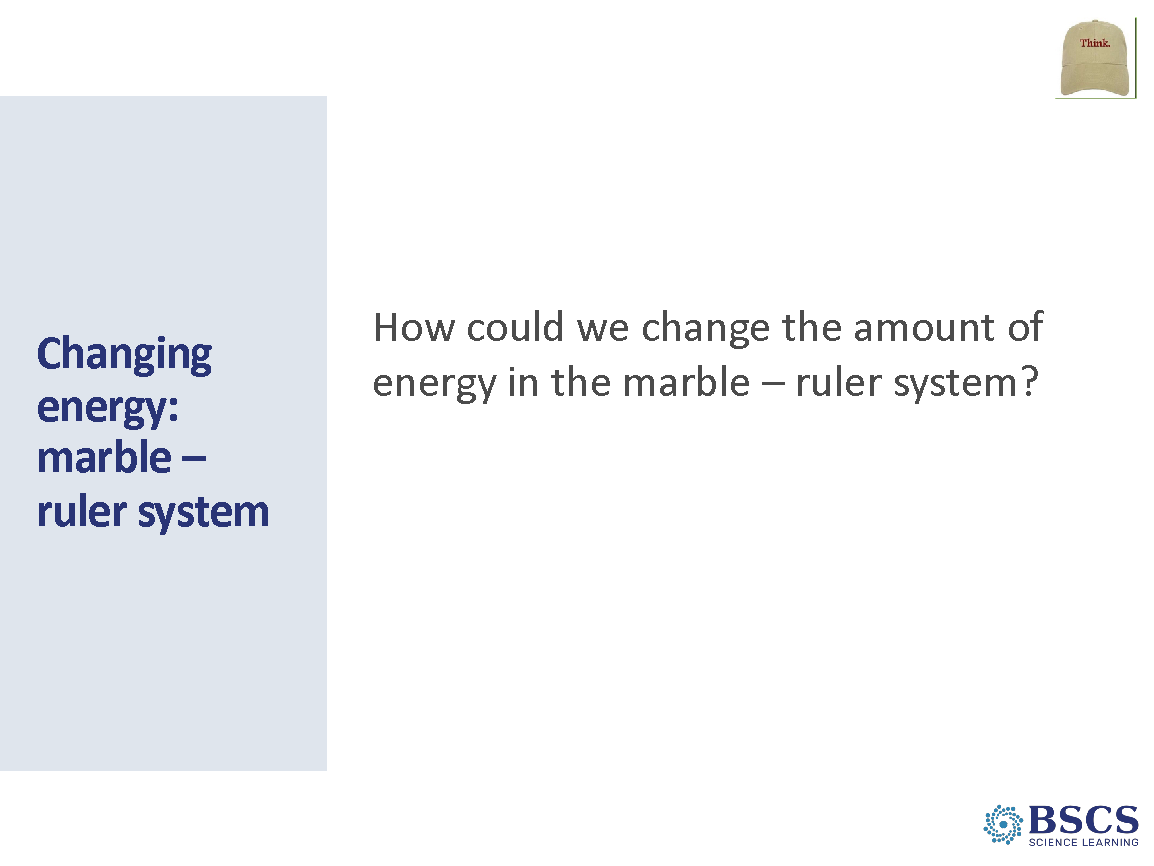 Think.
Changing
energy:
marble –
ruler system
How could we change the amount of
energy in the marble – ruler system?
BSCS
SCIENCE LEARNING